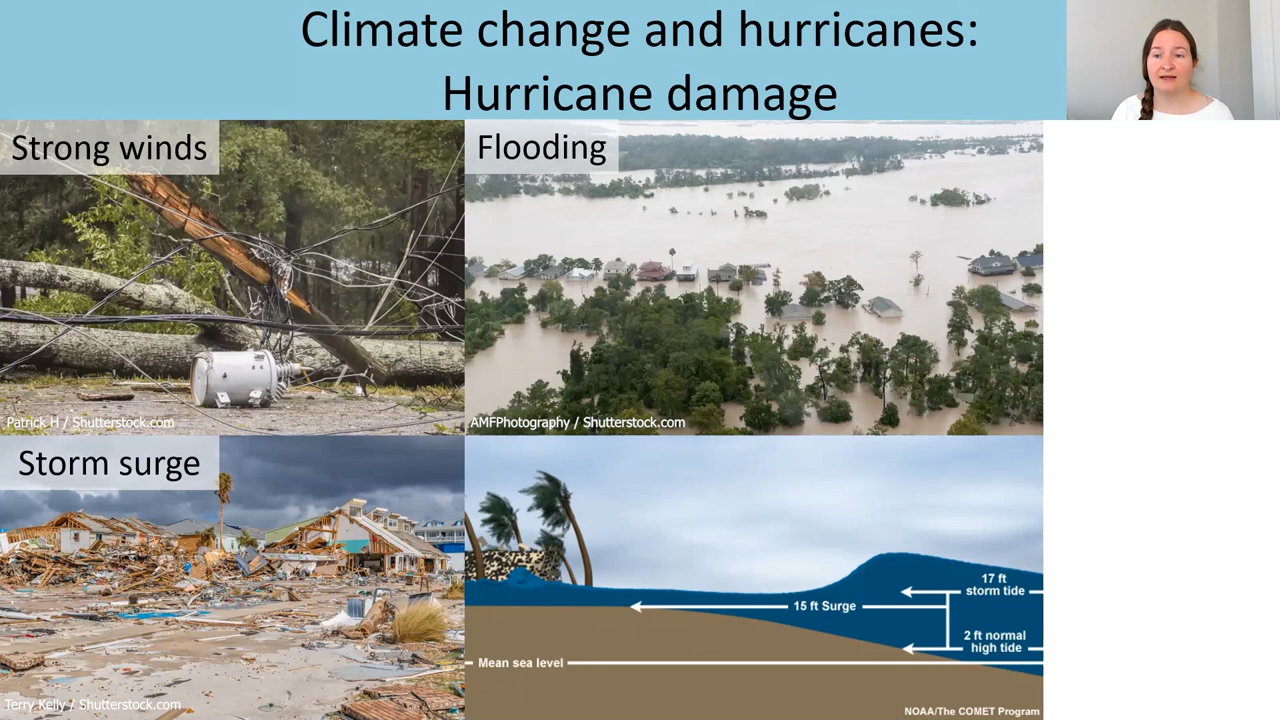 Climate change and hurricanes:
Hurricane damage
Strong winds
Patrick H / Shutterstock.com
Flooding
AMFPhotography / Shutterstock.com
Storm surge
Terry Kelly / Shutterstock.com
17 ft
storm tide
15 ft Surge
2 ft normal
high tide
Mean sea level
NOAA/The COMET Program